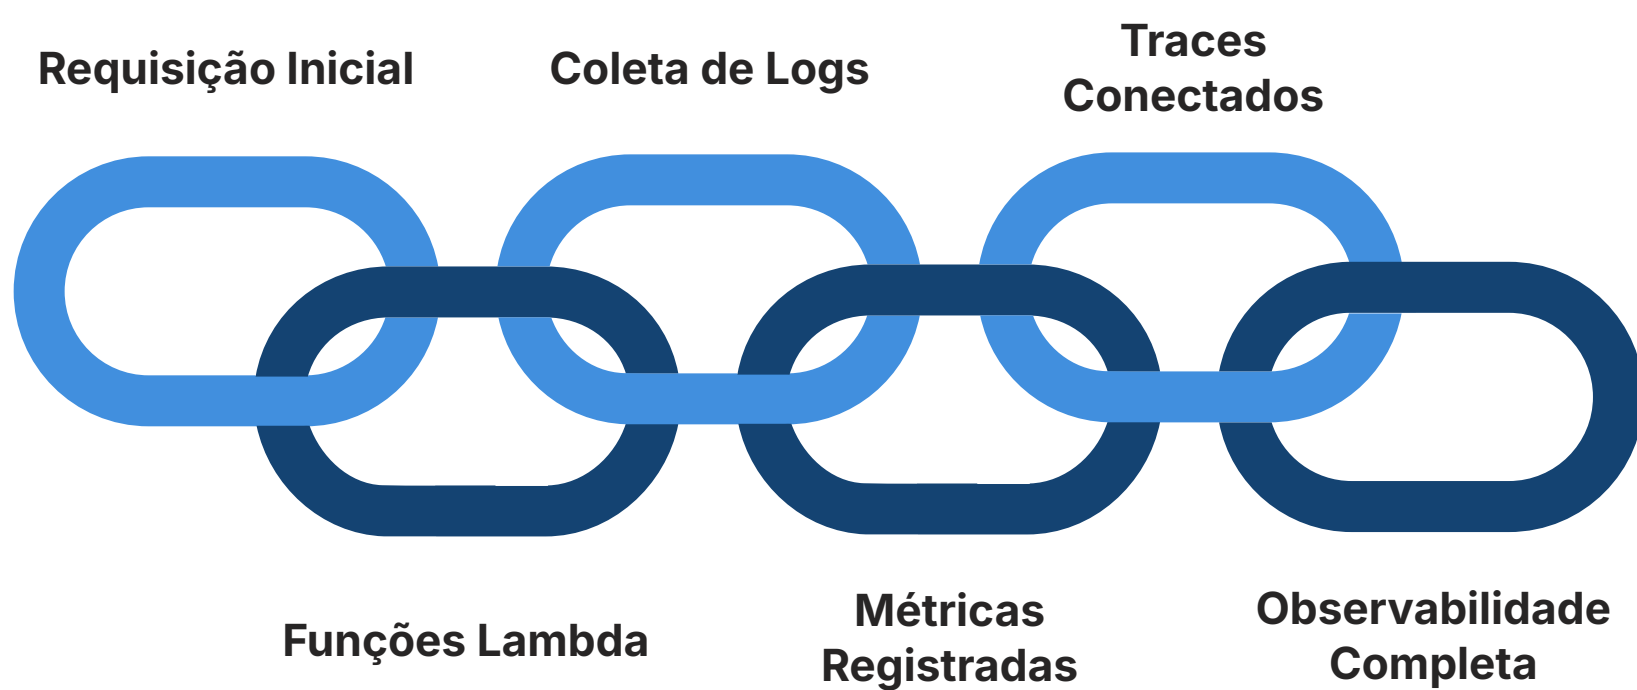 Requisição Inicial
Coleta de Logs
Traces
Conectados
Funções Lambda
Métricas
Registradas
Observabilidade
Completa